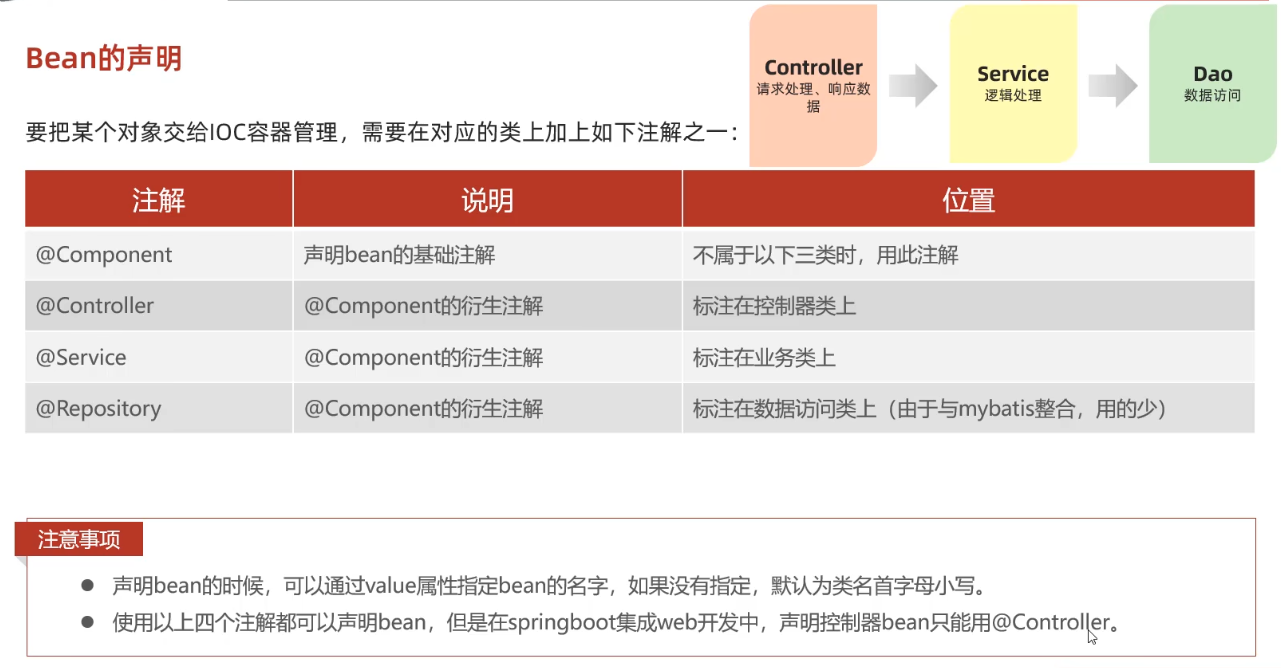 Bean的声明
Controller
请求处理、响应数
据
Service
逻辑处理
Dao
数据访问
要把某个对象交给IOC容器管理，需要在对应的类上加上如下注解之一：
注解 说明 位置
@Component 声明bean的基础注解 不属于以下三类时，用此注解
@Controller @Component的衍生注解 标注在控制器类上
@Service @Component的衍生注解 标注在业务类上
@Repository @Component的衍生注解 标注在数据访问类上（由于与mybatis整合，用的少）
注意事项
● 声明bean的时候，可以通过value属性指定bean的名字，如果没有指定，默认为类名首字母小写。
● 使用以上四个注解都可以声明bean，但是在springboot集成web开发中，声明控制器bean只能用@Controller。